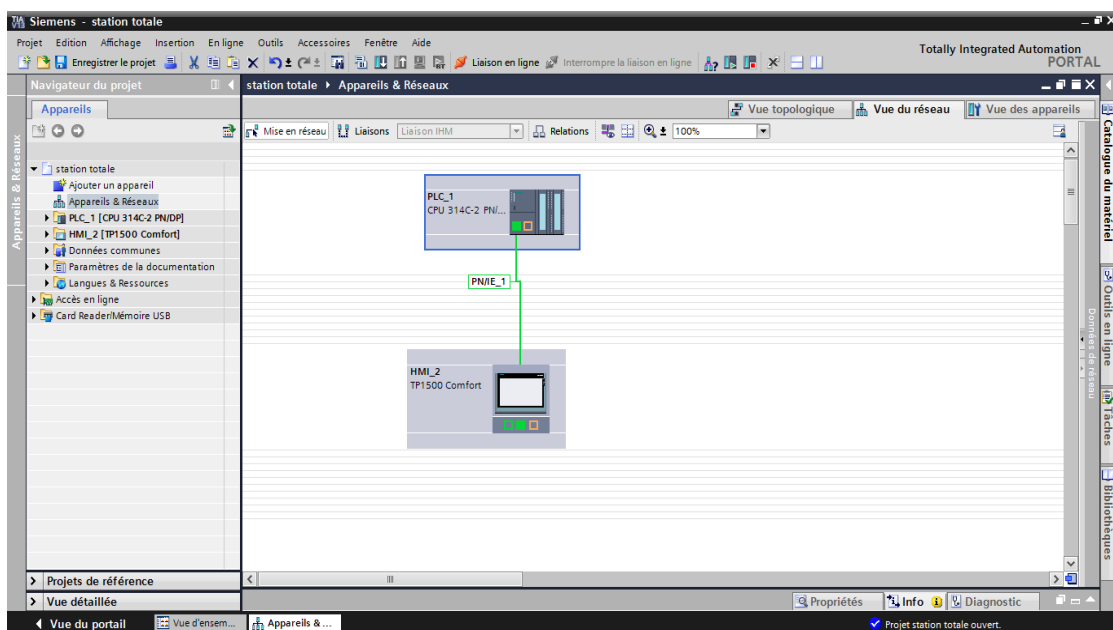 Siemens - station totale
Projet Edition Affichage Insertion En ligne Outils Accessoires Fenêtre Aide
Totally Integrated Automation
PORTAL
Enregistrer le projet
Liaison en ligne
Interrompre la liaison en ligne
Navigateur du projet
station totale Appareils & Réseaux
Appareils
Vue topologique
Vue du réseau
Vue des appareils
Mise en réseau
Liaisons
Liaison IHM
Relations
100%
station totale
Ajouter un appareil
Appareils & Réseaux
PLC_1 [CPU 314C-2 PN/DP]
HMI_2 [TP1500 Comfort]
Données communes
Paramètres de la documentation
Langues & Ressources
Accès en ligne
Card Reader/Mémoire USB
PLC_1
CPU 314C-2 PN/...
PN/IE_1
HMI_2
TP1500 Comfort
Appareils & Réseaux
Données de réseau
Catalogue du matériel
Outils en ligne
Tâches
Bibliothèques
Projets de référence
Vue détaillée
Propriétés
Info
Diagnostic
Vue du portail
Vue d'ensem...
Appareils & ...
Projet station totale ouvert.